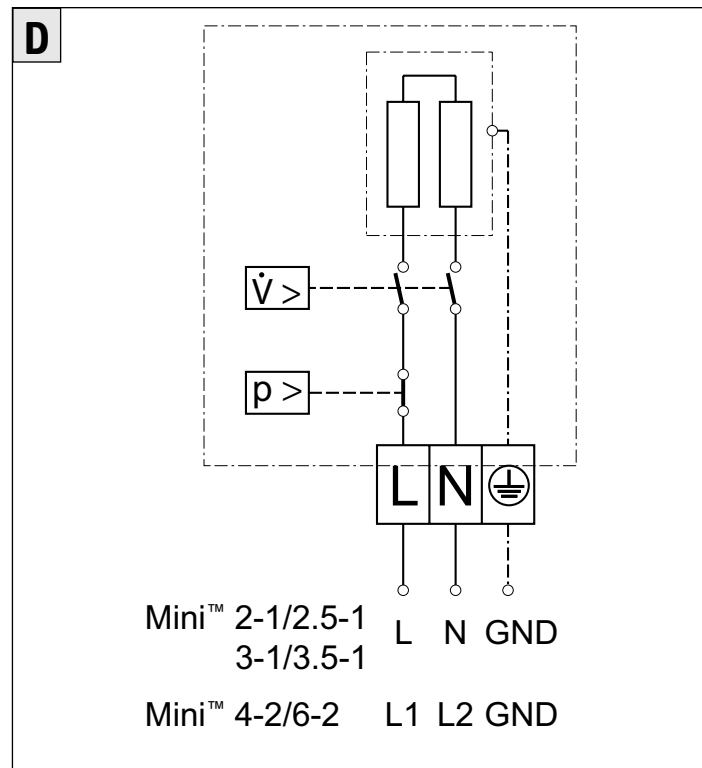 D
V̇ >
p >
L N
Mini™ 2-1/2.5-1 L N GND
3-1/3.5-1
Mini™ 4-2/6-2 L1 L2 GND